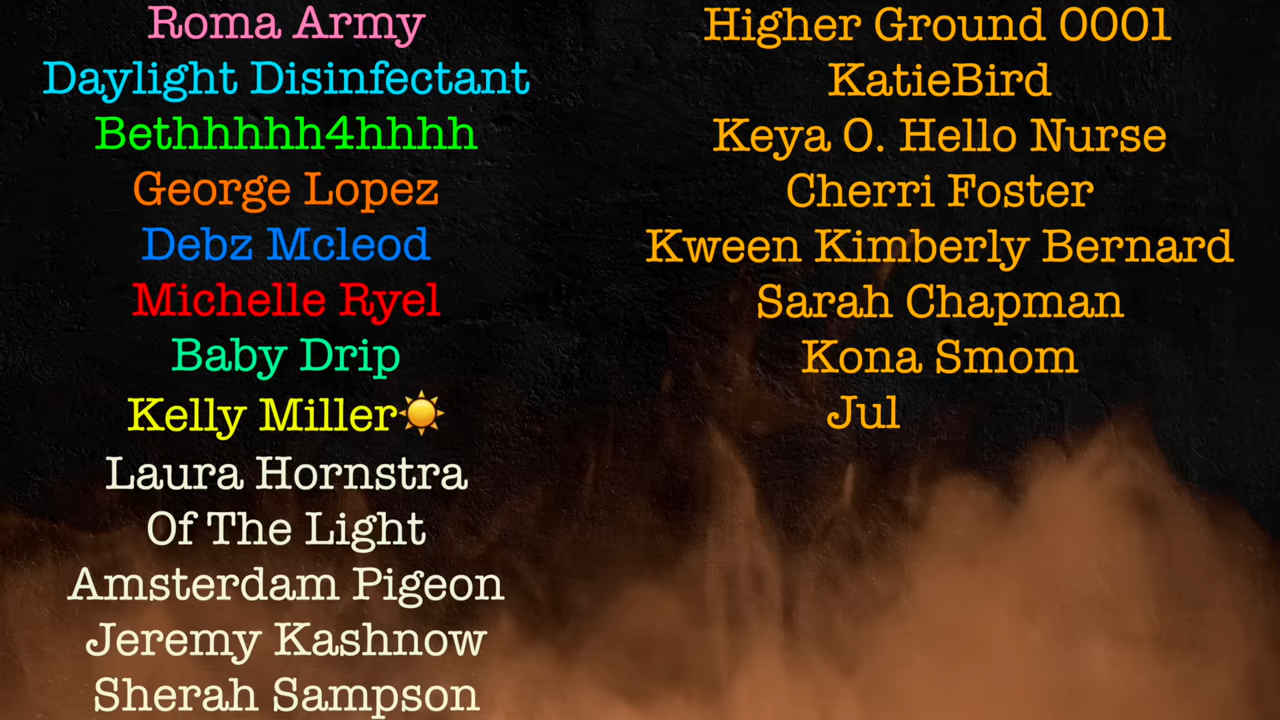 Roma Army
Daylight Disinfectant
Bethhhhhh4hhhh
George Lopez
Debz Mcleod
Michelle Ryel
Baby Drip
Kelly Miller☀️
Laura Hornstra
Of The Light
Amsterdam Pigeon
Jeremy Kashnow
Sherah Sampson
Higher Ground 0001
KatieBird
Keya O. Hello Nurse
Cherri Foster
Kween Kimberly Bernard
Sarah Chapman
Kona Smom
Jul